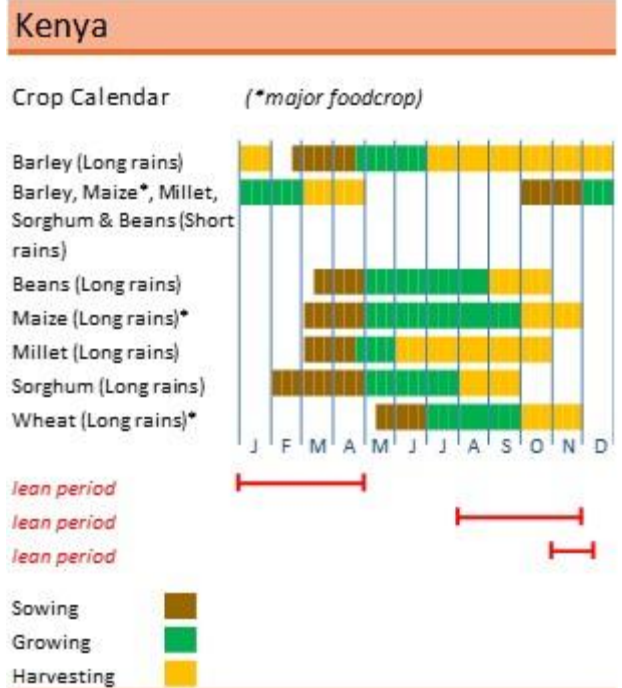 Kenya
Crop Calendar (*major foodcrop)
Barley (Long rains)
Barley, Maize*, Millet,
Sorghum & Beans (Short
rains)
Beans (Long rains)
Maize (Long rains)*
Millet (Long rains)
Sorghum (Long rains)
Wheat (Long rains)*
J F M A M J J A S O N D
lean period
lean period
lean period
Sowing
Growing
Harvesting